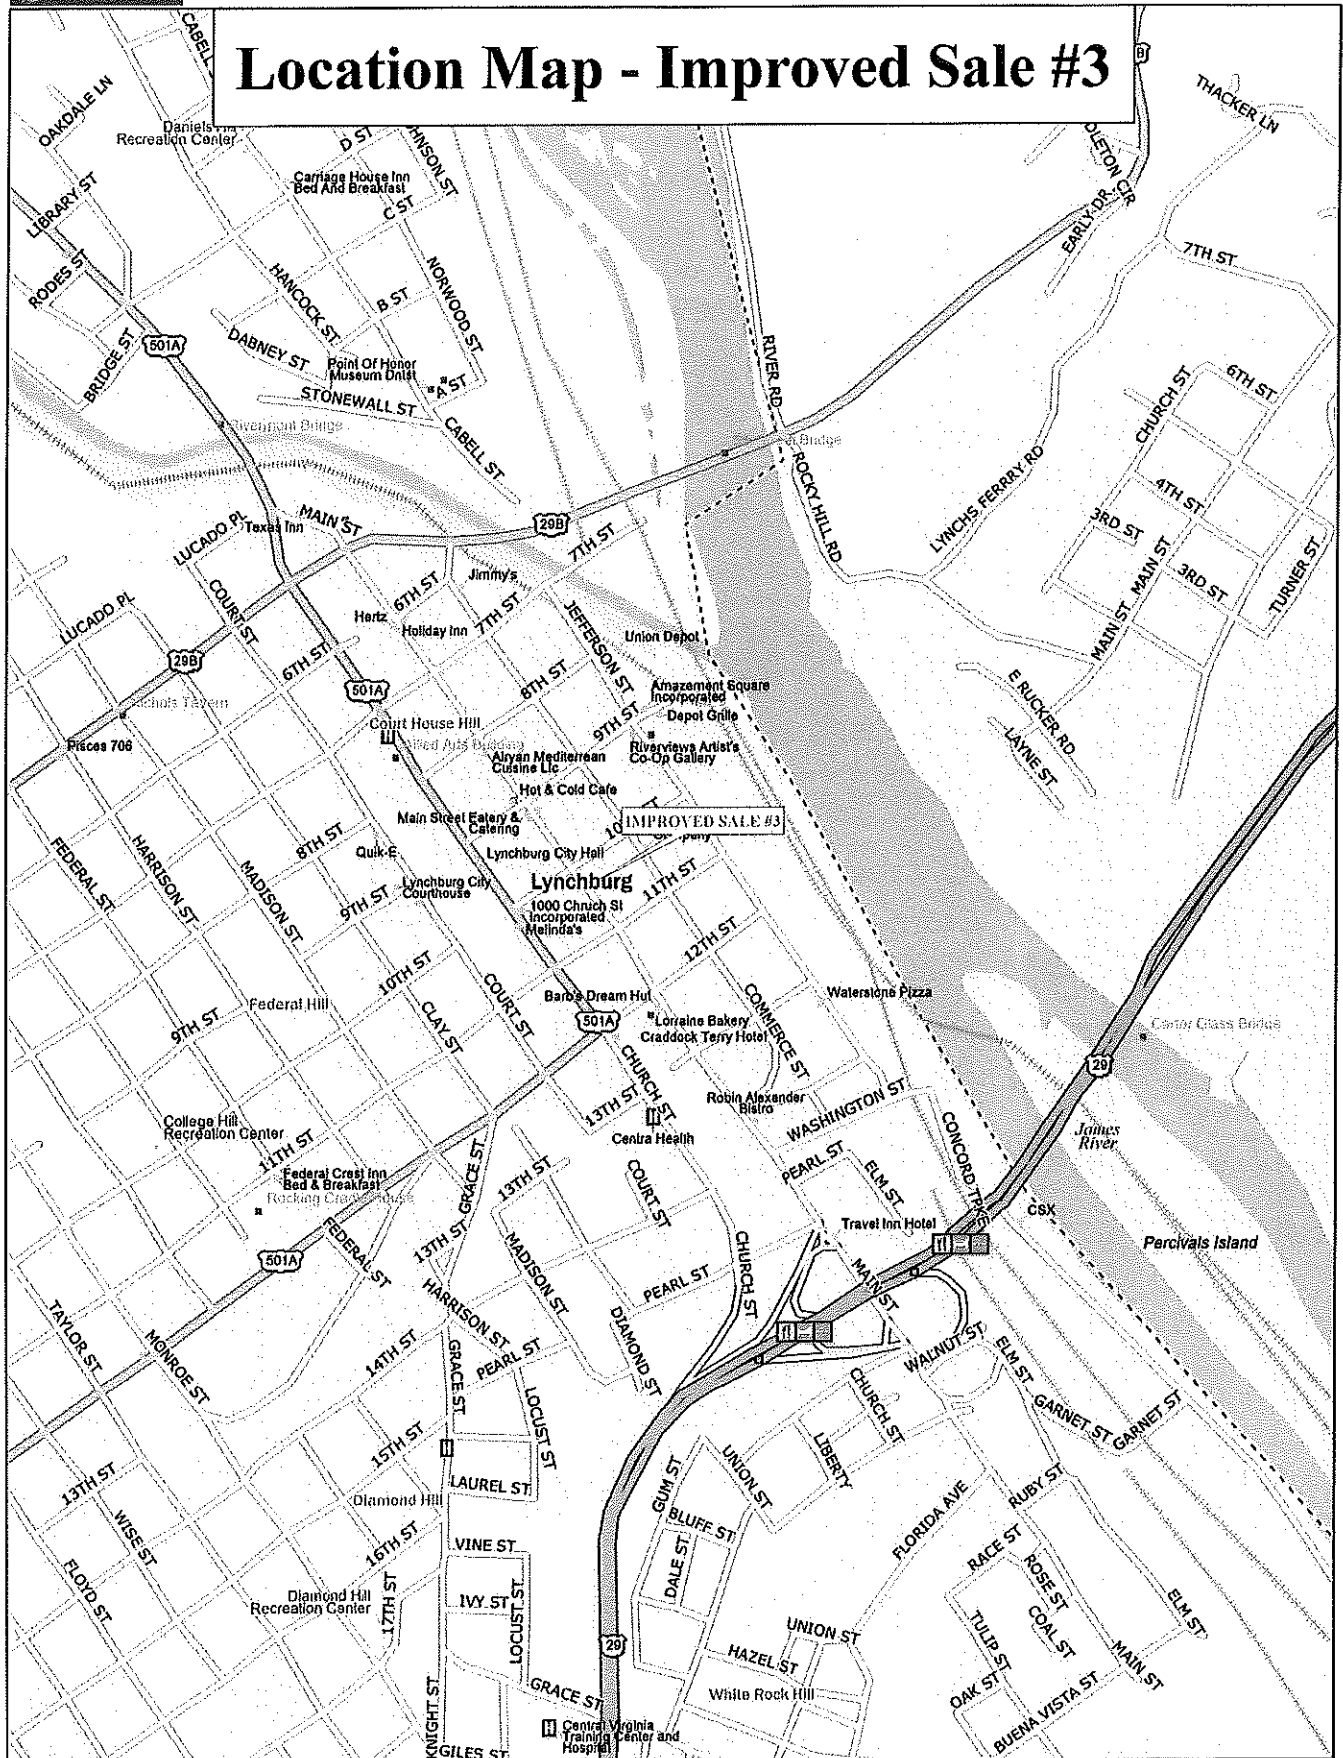 Location Map - Improved Sale #3
CABELL
OAKDALE LN
Recreation Center
D ST
Carriage House Inn
Bed And Breakfast
C ST
LIBRARY ST
RODES ST
HANCOCK ST
B ST
NORWOOD ST
THACKER LN
EARLY DR
7TH ST
501A
BRIDGE ST
DABNEY ST
Point Of Honor
Museum Dnlst
A ST
STONEWALL ST
CABELL ST
RIVER RD
6TH ST
CHURCH ST
Bridge
ROCKY HILL RD
LYNCHS FERRRY RD
4TH ST
3RD ST
MAIN ST
3RD ST
TURNER ST
MAIN ST
LUCADO PL
Texas Inn
MAIN ST
29B
7TH ST
Jimmy's
6TH ST
7TH ST
Hertz
Holiday Inn
JEFFERSON ST
Union Depot
LUCADO PL
COURT ST
29B
6TH ST
501A
8TH ST
Amazement Square
Incorporated
Depot Grille
9TH ST
Riverviews Artist's
Co-Op Gallery
E RUCKER RD
LAYNE ST
Pisces 706
Court House Hill
Airyan Mediterrean
Cuisine Llc
Hot & Cold Cafe
IMPROVED SALE #3
Main Street Eatery &
Catering
Quik-E
Lynchburg City Hall
Lynchburg City
Courthouse
Lynchburg
11TH ST
1000 Chruch St
Incorporated
Melinda's
FEDERAL ST
HARRISON ST
MADISON ST
8TH ST
9TH ST
12TH ST
10TH ST
COURT ST
CLAY ST
Federal Hill
9TH ST
Barb's Dream Hut
501A
Lorraine Bakery
Craddock Terry Hotel
COMMERCE ST
Waterstone Pizza
Carter Glass Bridge
29
CHURCH ST
13TH ST
Centra Health
Robin Alexander
Bistro
WASHINGTON ST
CONCORD TPKE
James
River
College Hill
Recreation Center
11TH ST
Federal Crest Inn
Bed & Breakfast
GRACE ST
13TH ST
COURT ST
PEARL ST
ELM ST
Travel Inn Hotel
CSX
Percivals Island
501A
FEDERAL ST
13TH ST
MADISON ST
CHURCH ST
MAIN ST
PEARL ST
HARRISON ST
DIAMOND ST
TAYLOR ST
MONROE ST
14TH ST
GRACE ST
PEARL ST
WALNUT ST
ELM ST
LOCUST ST
CHURCH ST
GARNET ST
GARNET ST
15TH ST
H
LIBERTY
UNION ST
GUM ST
LAUREL ST
13TH ST
Diamond Hill
RUBY ST
FLORIDA AVE
BLUFF ST
WISE ST
16TH ST
VINE ST
DALE ST
RACE ST
ROSE ST
FLOYD ST
Diamond Hill
Recreation Center
17TH ST
IVY ST
LOCUST ST
COAL ST
ELM ST
29
UNION ST
TULIP ST
HAZEL ST
MAIN ST
White Rock Hill
OAK ST
BUENA VISTA ST
GRACE ST
KNIGHT ST
H
Central Virginia
Training Center and
Hospital
GILES ST